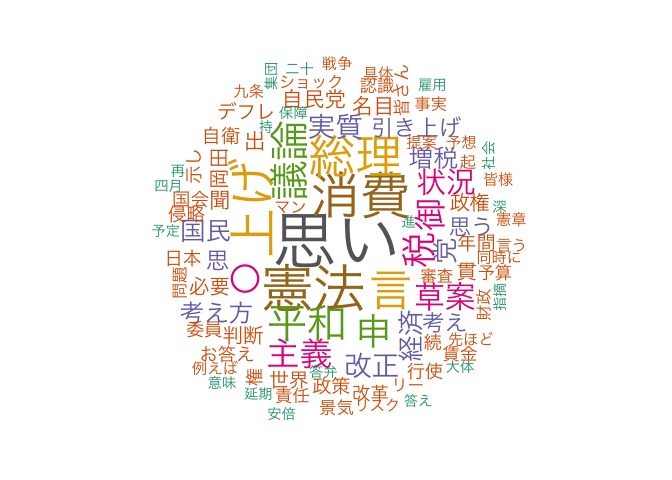 戦争
集団
二十
具体
ショック
認識
皆さん
雇用
九条
自民党
名目
事実
デフレ
保障
持
実質
引き上げ
提案
予想
自衛
出
議論
総理
増税
起
社会
示し
田
再
四月
国会
聞
上げ
マン
消費
状況
政権
皆様
深
侵略
御
進
憲章
予定
国民
思い
税
思う
日本
思
完
年間
言う
同時に
問題
必要
〇
憲法
言
審査
貫
予算
指摘
草案
財政
考え方
平和
申
経済
考え
委員
判断
続
先ほど
お答え
主義
賃金
例えば
答弁
改正
大体
意味
権
世界
政策
行使
延期
責任
改革
リー
景気
リスク
答え
安倍